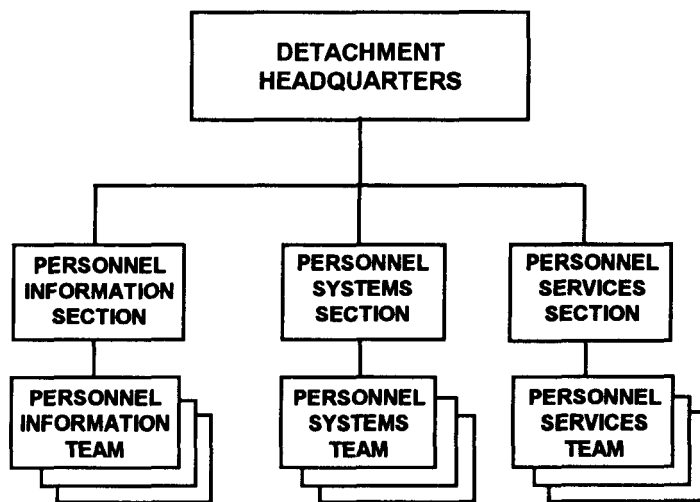 DETACHMENT
HEADQUARTERS
PERSONNEL
INFORMATION
SECTION
PERSONNEL
SYSTEMS
SECTION
PERSONNEL
SERVICES
SECTION
PERSONNEL
INFORMATION
TEAM
PERSONNEL
SYSTEMS
TEAM
PERSONNEL
SERVICES
TEAM